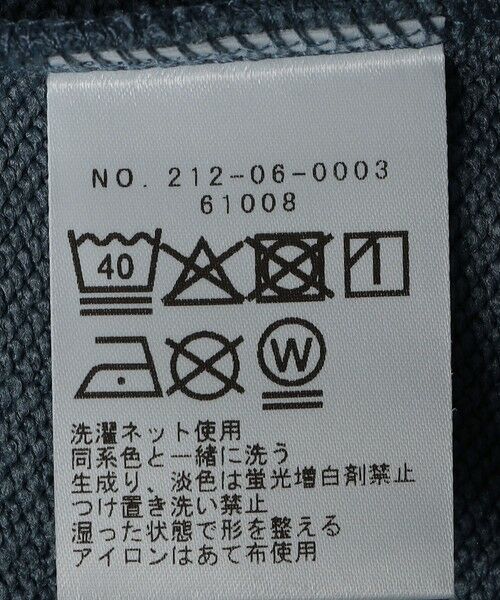 NO. 212-06-0003
61008
40
W
洗濯ネット使用
同系色と一緒に洗う
生成り、淡色は蛍光増白剤禁止
つけ置き洗い禁止
湿った状態で形を整える
アイロンはあて布使用